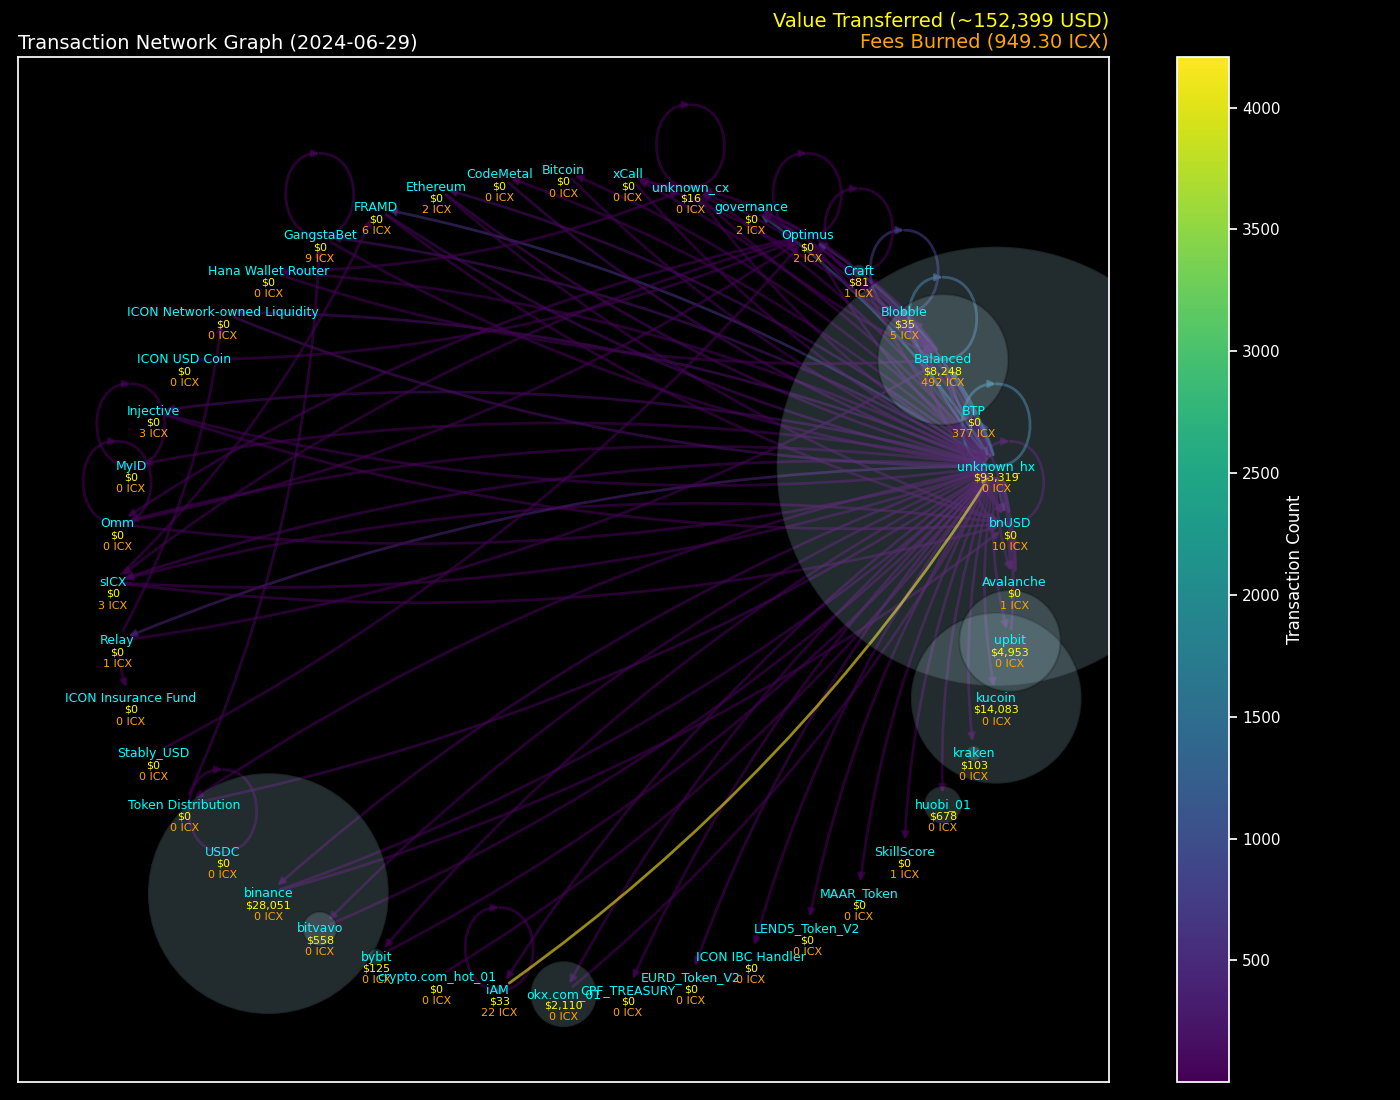 Value Transferred (~152,399 USD)
Transaction Network Graph (2024-06-29)
Fees Burned (949.30 ICX)
4000
3500
3000
2500
2000
1500
1000
500
Transaction Count
Bitcoin
$0
0 ICX
CodeMetal
$0
0 ICX
xCall
$0
0 ICX
Ethereum
$0
2 ICX
unknown_cx
$16
0 ICX
FRAMD
$0
6 ICX
governance
$0
2 ICX
GangstaBet
$0
9 ICX
Optimus
$0
2 ICX
Hana Wallet Router
$0
0 ICX
Craft
$81
1 ICX
ICON Network-owned Liquidity
$0
0 ICX
Blobble
$35
5 ICX
ICON USD Coin
$0
0 ICX
Balanced
$8,248
492 ICX
Injective
$0
3 ICX
BTP
$0
377 ICX
MyID
$0
0 ICX
unknown_hx
$93,319
0 ICX
Omm
$0
0 ICX
bnUSD
$0
10 ICX
sICX
$0
3 ICX
Avalanche
$0
1 ICX
Relay
$0
1 ICX
upbit
$4,953
0 ICX
ICON Insurance Fund
$0
0 ICX
kucoin
$14,083
0 ICX
Stably_USD
$0
0 ICX
kraken
$103
0 ICX
Token Distribution
$0
0 ICX
huobi_01
$678
0 ICX
USDC
$0
0 ICX
SkillScore
$0
1 ICX
binance
$28,051
0 ICX
MAAR_Token
$0
0 ICX
bitvavo
$558
0 ICX
LEND5_Token_V2
$0
0 ICX
bybit
$125
0 ICX
ICON IBC Handler
$0
0 ICX
crypto.com_hot_01
$0
0 ICX
EURD_Token_V2
$0
0 ICX
iAM
$33
22 ICX
CPF_TREASURY
$0
0 ICX
okx.com_01
$2,110
0 ICX